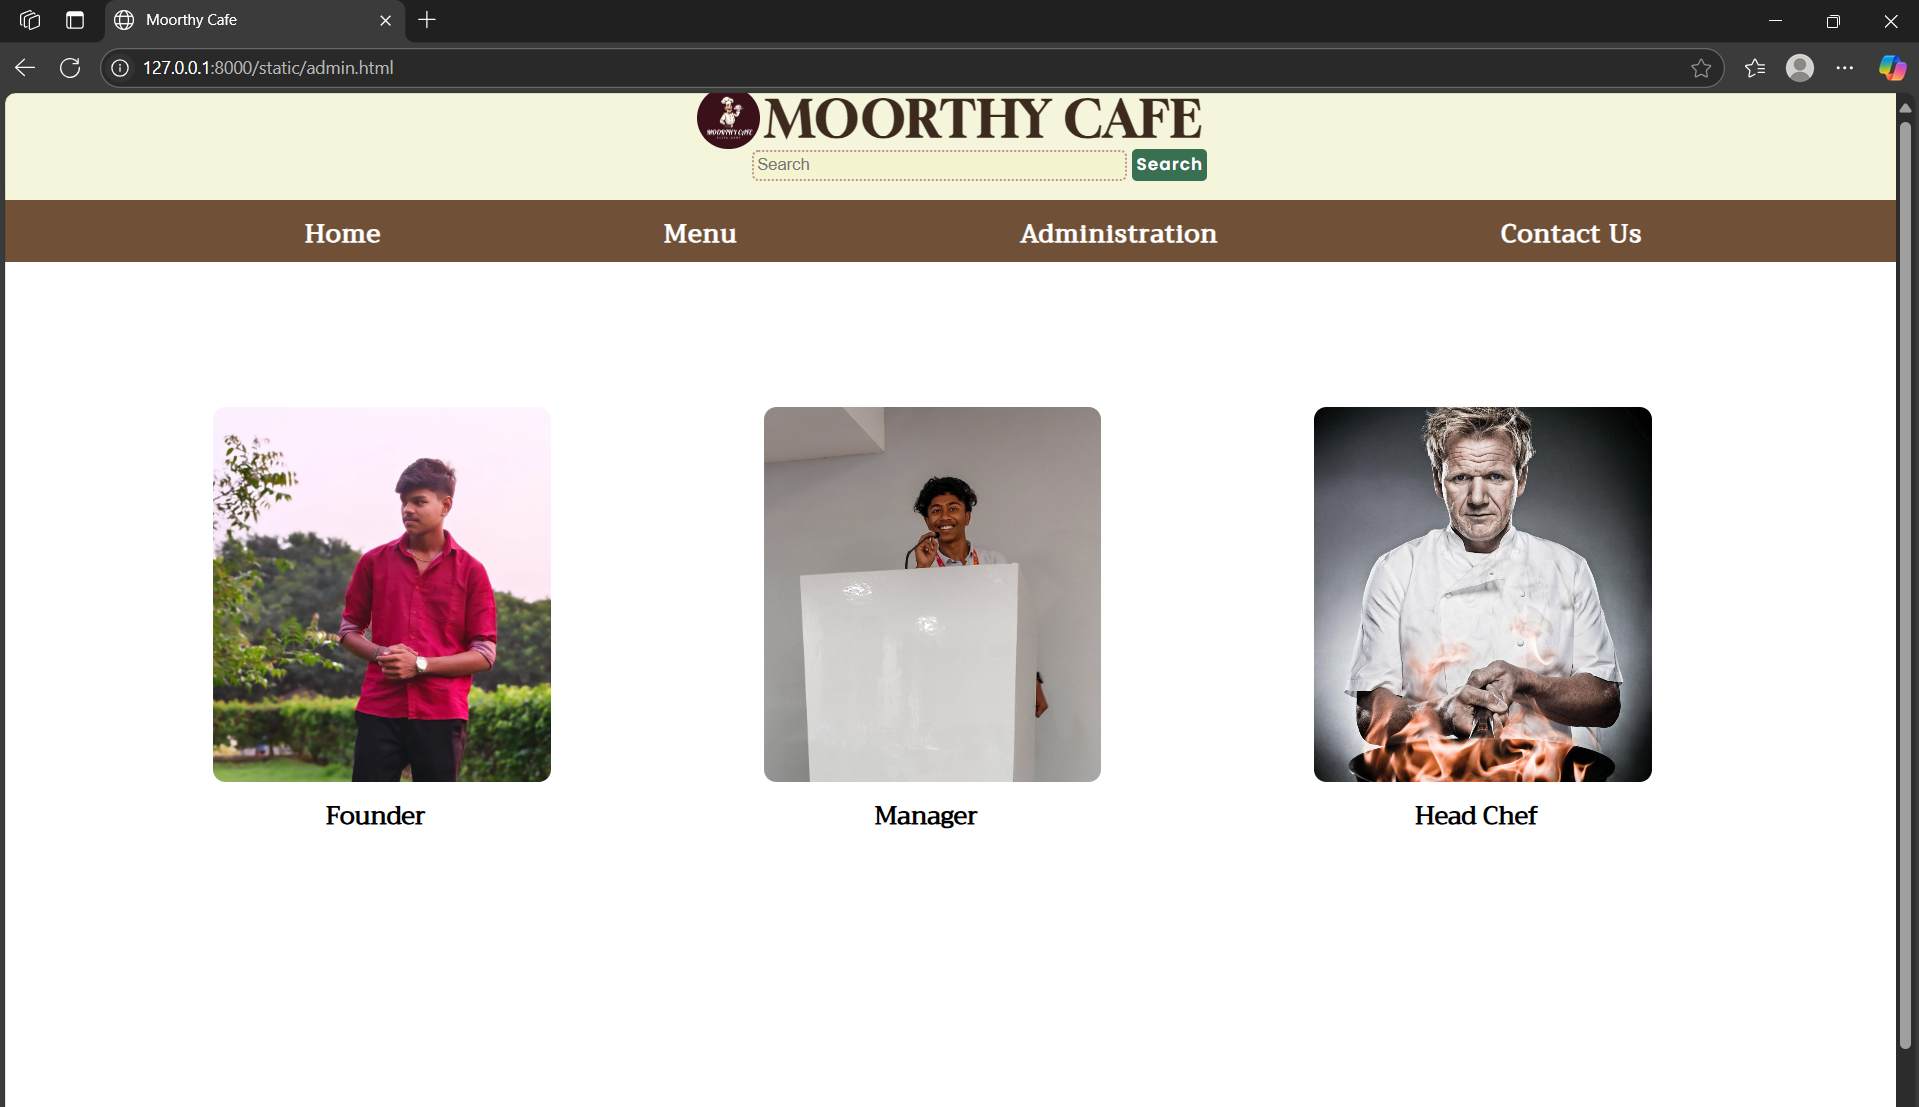 Moorthy Cafe
127.0.0.1:8000/static/admin.html
MOORTHY CAFE
MOORTHY CAFE
Search Search
Home Menu Administration Contact Us
Founder Manager Head Chef